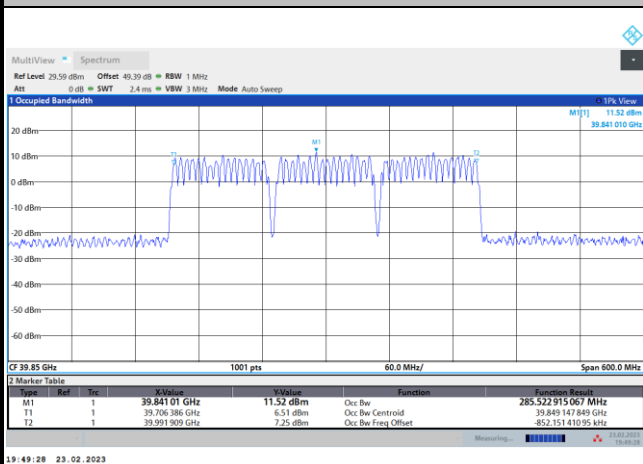 MultiView Spectrum
Ref Level 29.59 dBm Offset 49.39 dB RBW 1 MHz
Att 0 dB SWT 2.4 ms VBW 3 MHz Mode Auto Sweep
1 Occupied Bandwidth 1Pk View
M1[1] 11.52 dBm
39.841 010 GHz
20 dBm
M1
10 dBm
T1
T2
0 dBm
-10 dBm
-20 dBm
-30 dBm
-40 dBm
-50 dBm
-60 dBm
CF 39.85 GHz 1001 pts 60.0 MHz/ Span 600.0 MHz
2 Marker Table
Type Ref Trc X-Value Y-Value Function Function Result
M1 1 39.841 01 GHz 11.52 dBm Occ Bw 285.522 915 067 MHz
T1 1 39.706 386 GHz 6.51 dBm Occ Bw Centroid 39.849 147 849 GHz
T2 1 39.991 909 GHz 7.25 dBm Occ Bw Freq Offset -852.151 410 95 kHz
Measuring... 23.02.2023
19:49:28
19:49:28 23.02.2023